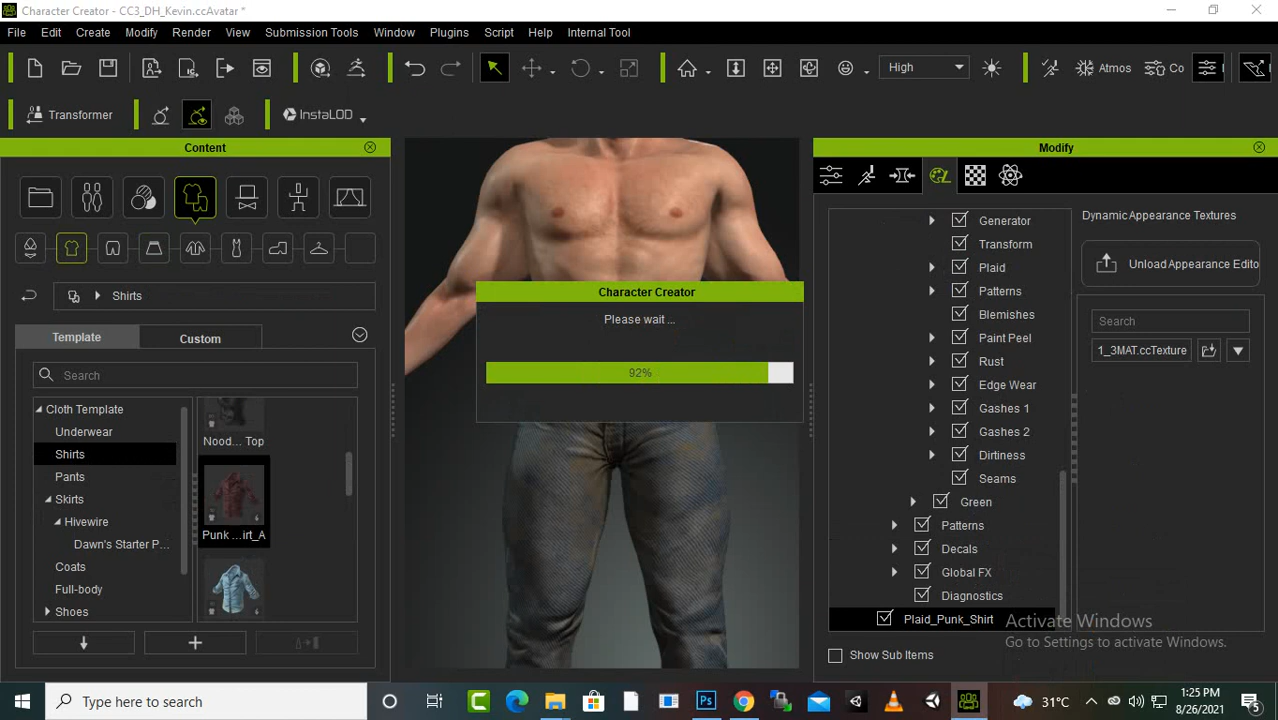 Character Creator - CC3_DH_Kevin.ccAvatar *
File Edit Create Modify Render View Submission Tools Window Plugins Script Help Internal Tool
High
Atmos
Co
Transformer
InstaLOD
Content
Modify
Shirts
Template
Custom
Search
Cloth Template
Underwear
Shirts
Pants
Skirts
Hivewire
Dawn's Starter P...
Coats
Full-body
Shoes
Nood... Top
Punk ...irt_A
Character Creator
Please wait ...
92%
Generator
Transform
Plaid
Patterns
Blemishes
Paint Peel
Rust
Edge Wear
Gashes 1
Gashes 2
Dirtiness
Seams
Green
Patterns
Decals
Global FX
Diagnostics
Plaid_Punk_Shirt
Show Sub Items
Dynamic Appearance Textures
Unload Appearance Edito
Search
1_3MAT.ccTexture
Activate Windows
Go to Settings to activate Windows.
Type here to search
31°C
1:25 PM
8/26/2021
5